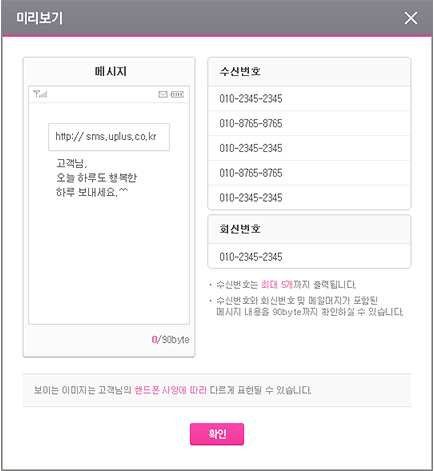 미리보기
메시지
http:// sms.uplus.co.kr
고객님,
오늘 하루도 행복한
하루 보내세요.^^
0/90byte
수신번호
010-2345-2345
010-8765-8765
010-2345-2345
010-8765-8765
010-2345-2345
회신번호
010-2345-2345
· 수신번호는 최대 5개까지 출력됩니다.
· 수신번호와 회신번호 및 메일머지가 포함된
메시지 내용을 90byte까지 확인하실 수 있습니다.
보이는 이미지는 고객님의 핸드폰 사양에 따라 다르게 표현될 수 있습니다.
확인